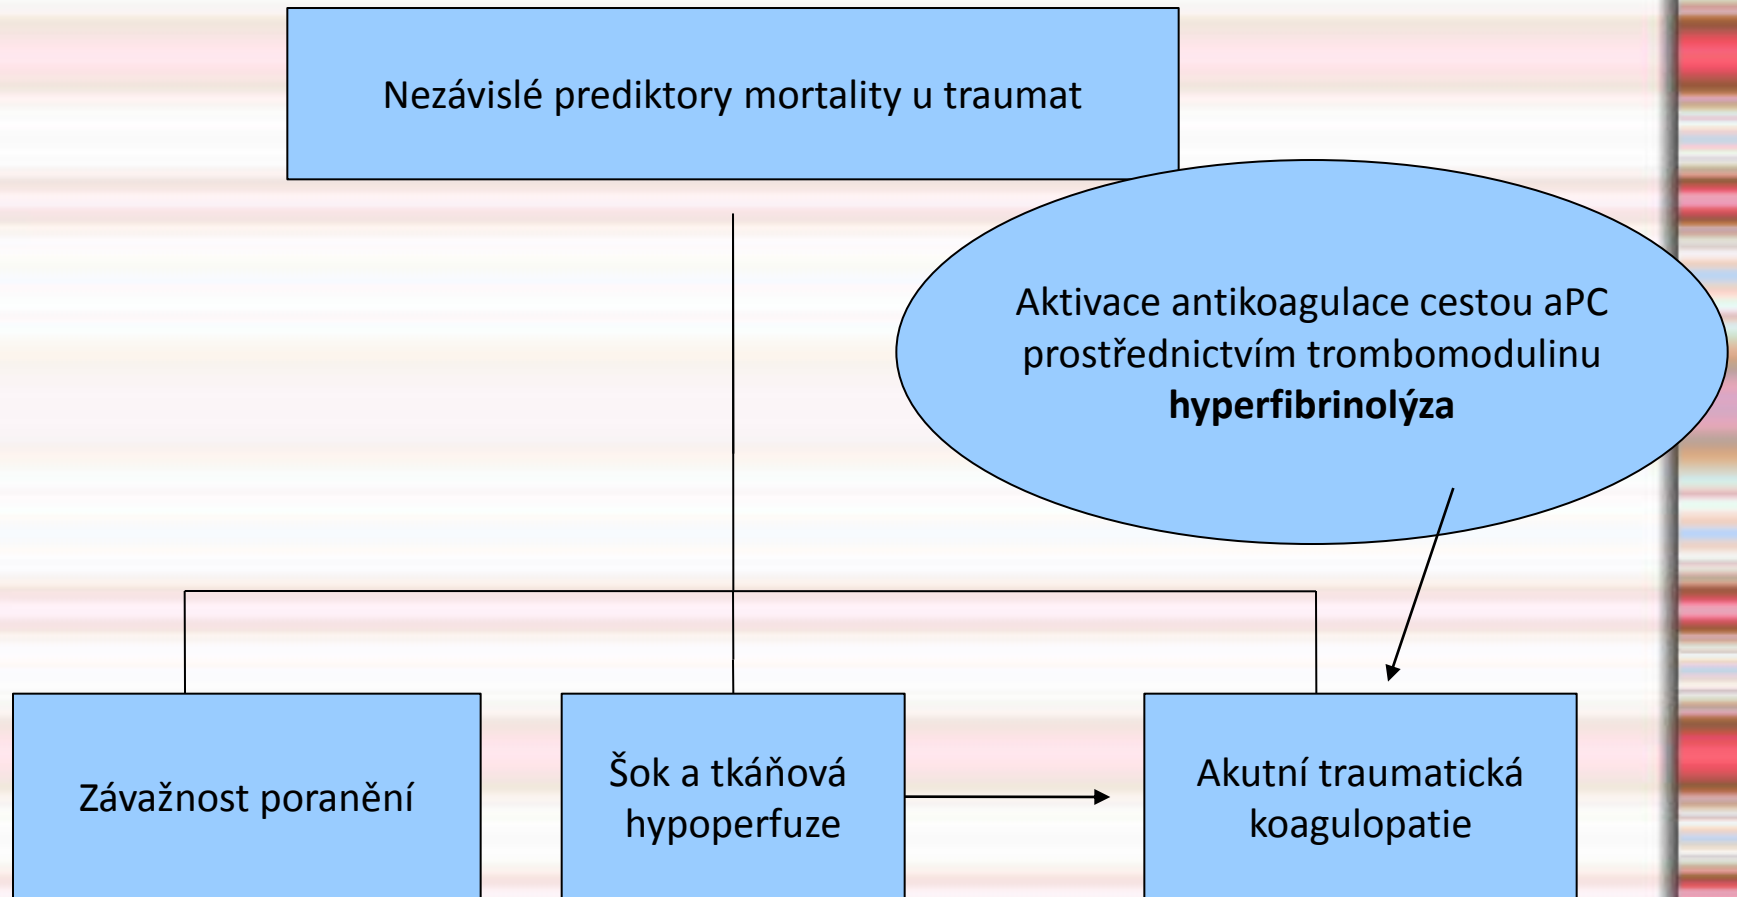 Nezávislé prediktory mortality u traumat
Aktivace antikoagulace cestou aPC
prostřednictvím trombomodulinu
hyperfibrinolýza
Závažnost poranění
Šok a tkáňová
hypoperfuze
Akutní traumatická
koagulopatie